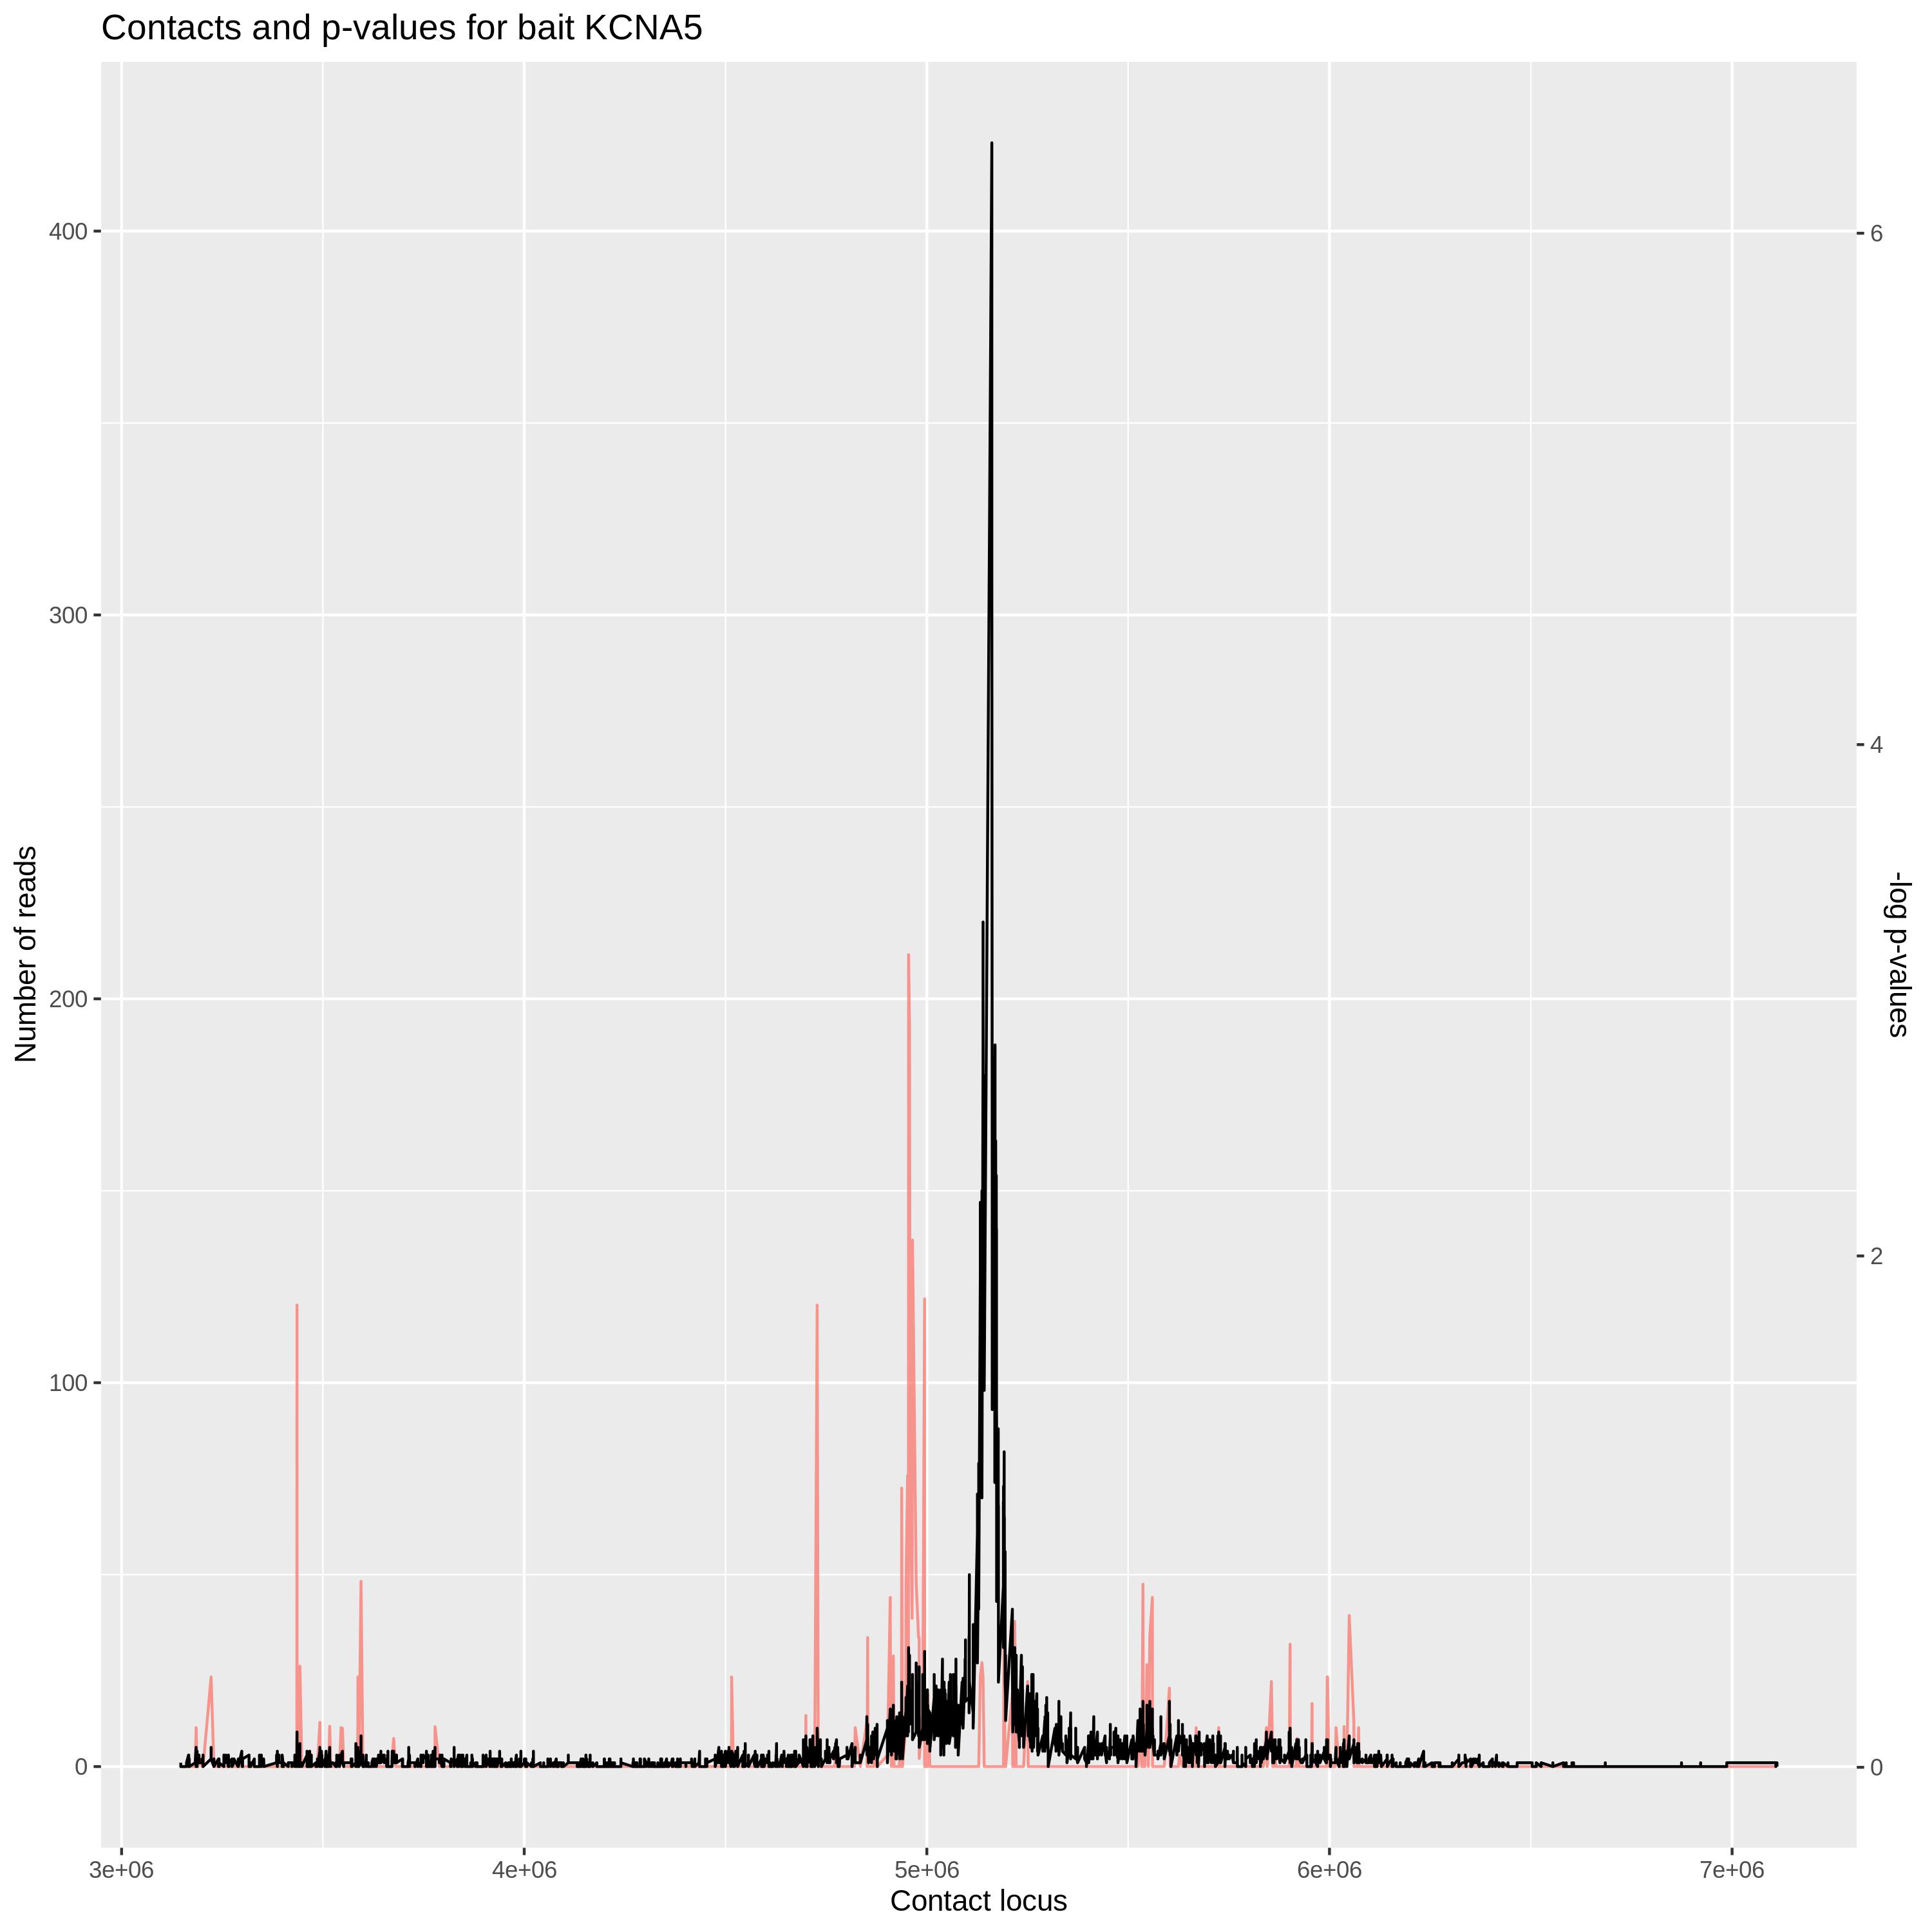 Contacts and p-values for bait KCNA5
400
300
200
100
0
Number of reads
6
4
2
0
-log p-values
3e+06 4e+06 5e+06 6e+06 7e+06
Contact locus